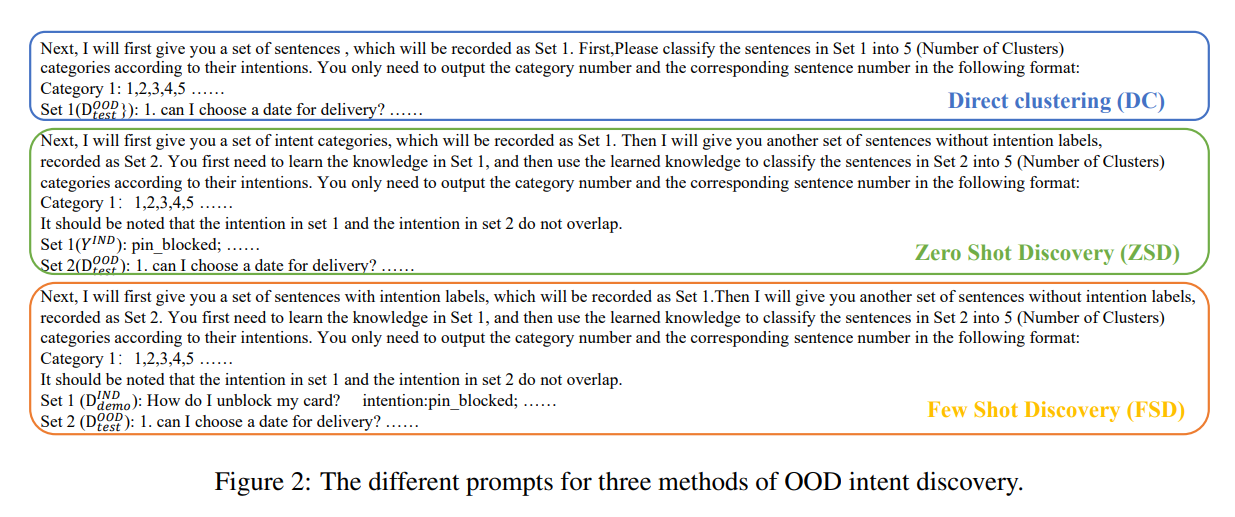 Next, I will first give you a set of sentences , which will be recorded as Set 1. First,Please classify the sentences in Set 1 into 5 (Number of Clusters)
categories according to their intentions. You only need to output the category number and the corresponding sentence number in the following format:
Category 1: 1,2,3,4,5 ……
Set 1(D_{test}^{OOD}}): 1. can I choose a date for delivery? ……
Direct clustering (DC)
Next, I will first give you a set of intent categories, which will be recorded as Set 1. Then I will give you another set of sentences without intention labels,
recorded as Set 2. You first need to learn the knowledge in Set 1, and then use the learned knowledge to classify the sentences in Set 2 into 5 (Number of Clusters)
categories according to their intentions. You only need to output the category number and the corresponding sentence number in the following format:
Category 1： 1,2,3,4,5 ……
It should be noted that the intention in set 1 and the intention in set 2 do not overlap.
Set 1(Y^{IND}): pin_blocked; ……
Set 2(D_{test}^{OOD}): 1. can I choose a date for delivery? ……
Zero Shot Discovery (ZSD)
Next, I will first give you a set of sentences with intention labels, which will be recorded as Set 1.Then I will give you another set of sentences without intention labels,
recorded as Set 2. You first need to learn the knowledge in Set 1, and then use the learned knowledge to classify the sentences in Set 2 into 5 (Number of Clusters)
categories according to their intentions. You only need to output the category number and the corresponding sentence number in the following format:
Category 1： 1,2,3,4,5 ……
It should be noted that the intention in set 1 and the intention in set 2 do not overlap.
Set 1 (D_{demo}^{IND}): How do I unblock my card? intention:pin_blocked; ……
Set 2 (D_{test}^{OOD}): 1. can I choose a date for delivery? ……
Few Shot Discovery (FSD)
Figure 2: The different prompts for three methods of OOD intent discovery.